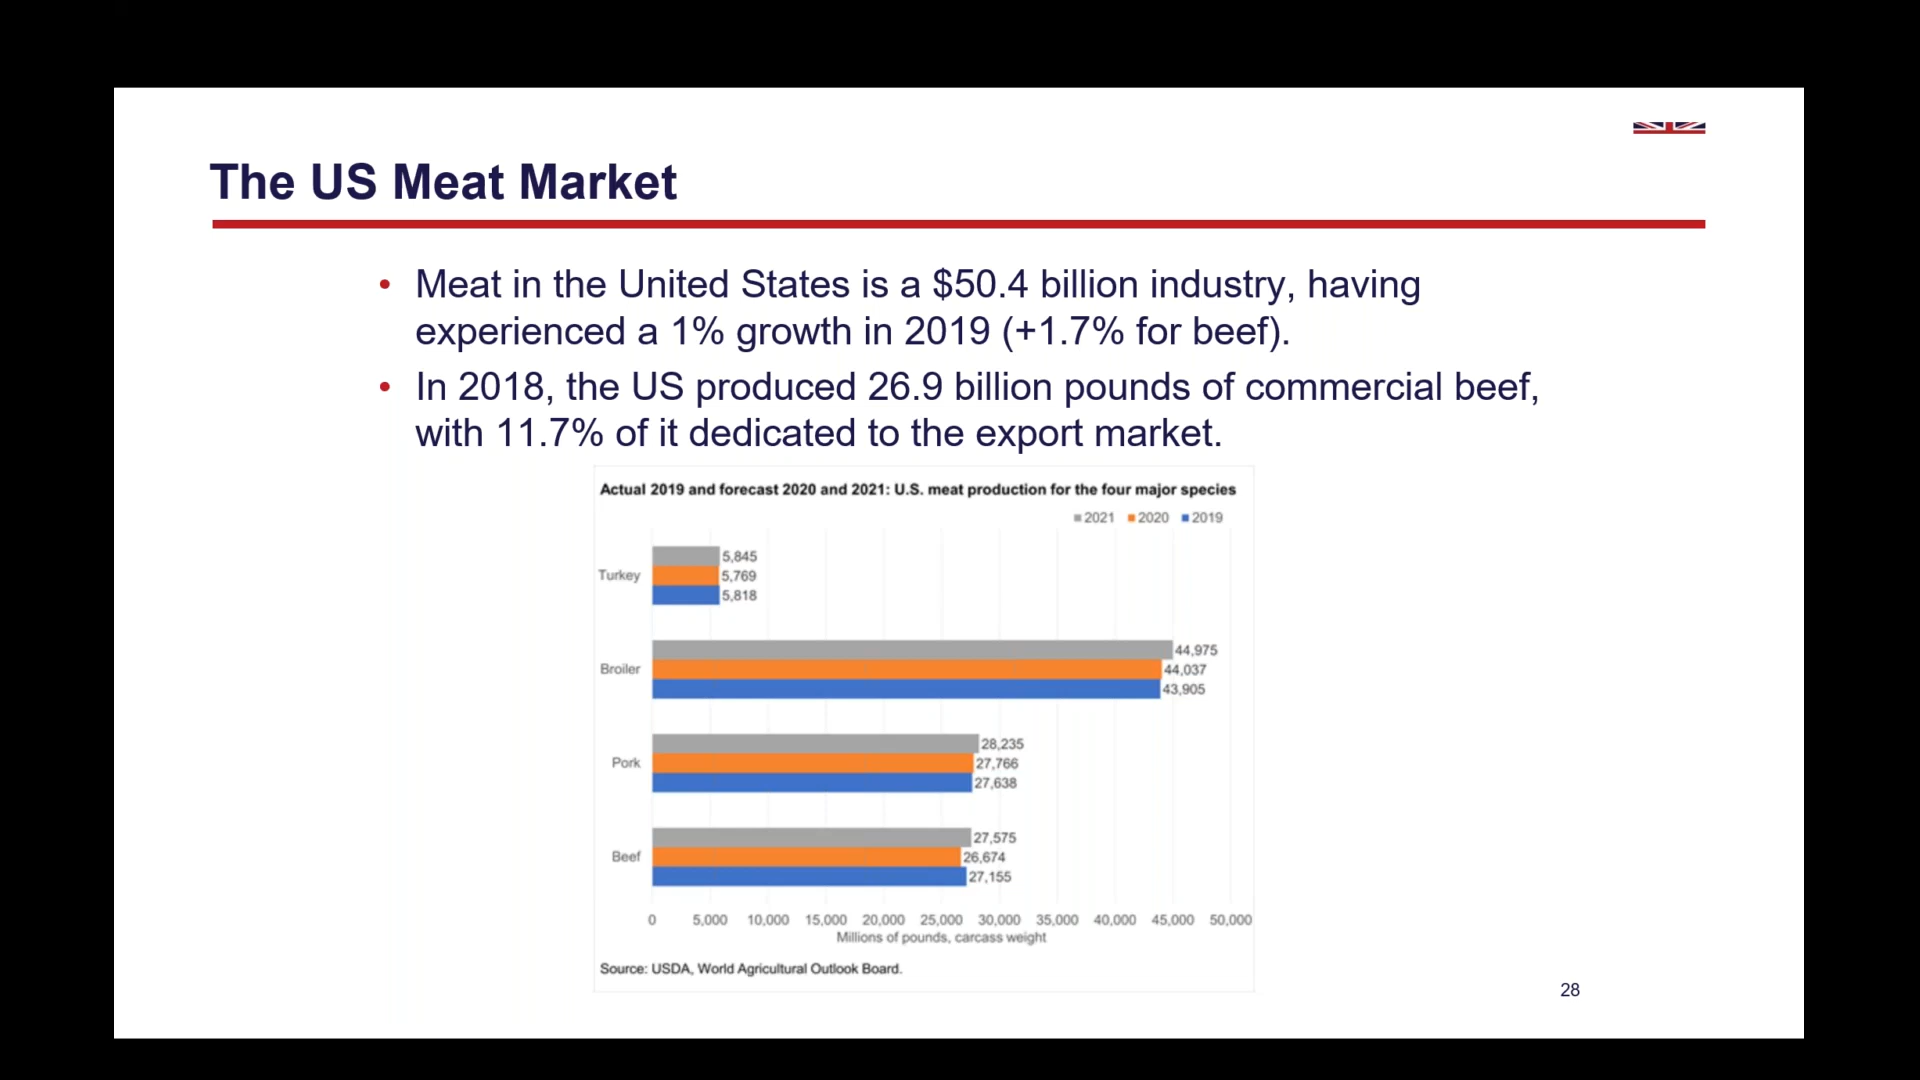 The US Meat Market
• Meat in the United States is a $50.4 billion industry, having
experienced a 1% growth in 2019 (+1.7% for beef).
• In 2018, the US produced 26.9 billion pounds of commercial beef,
with 11.7% of it dedicated to the export market.
Actual 2019 and forecast 2020 and 2021: U.S. meat production for the four major species
2021 2020 2019
5,845
Turkey 5,769
5,818
44,975
Broiler 44,037
43,905
28,235
Pork 27,766
27,638
27,575
Beef 26,674
27,155
0 5,000 10,000 15,000 20,000 25,000 30,000 35,000 40,000 45,000 50,000
Millions of pounds, carcass weight
Source: USDA, World Agricultural Outlook Board.
28